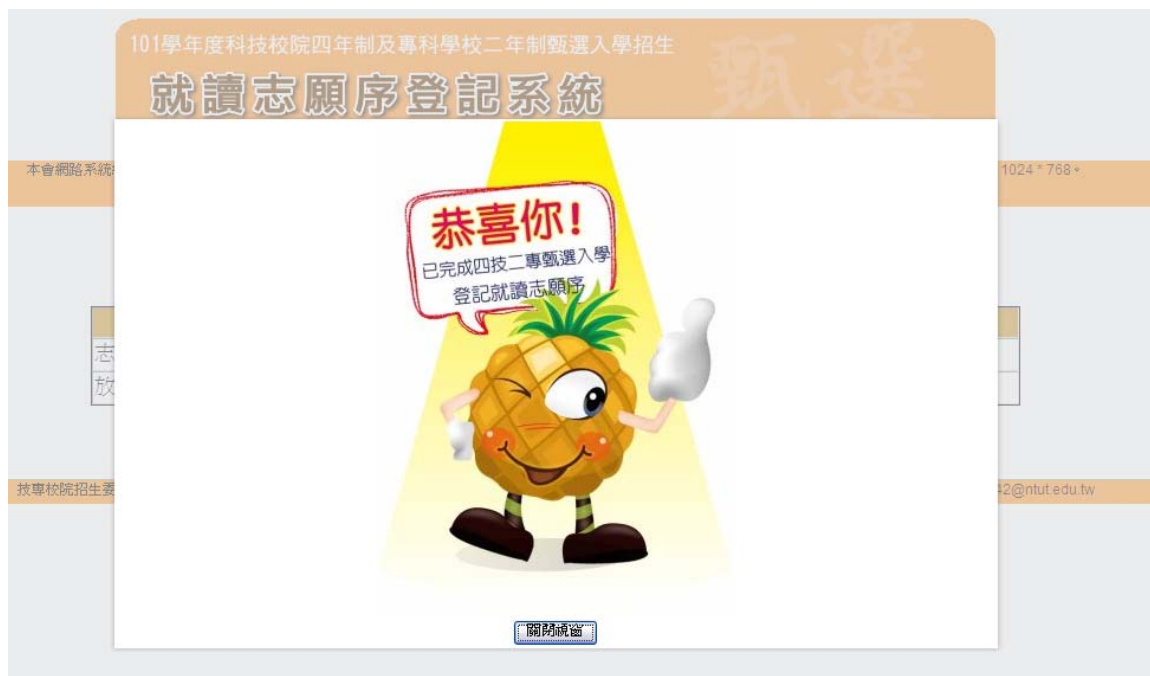 101學年度科技校院四年制及專科學校二年制甄選入學招生
甄選
就讀志願序登記系統
本會網路系統
1024 * 768。
恭喜你!
已完成四技二專甄選入學
登記就讀志願序
志
放
技專校院招生委
42@ntut.edu.tw
關閉視窗